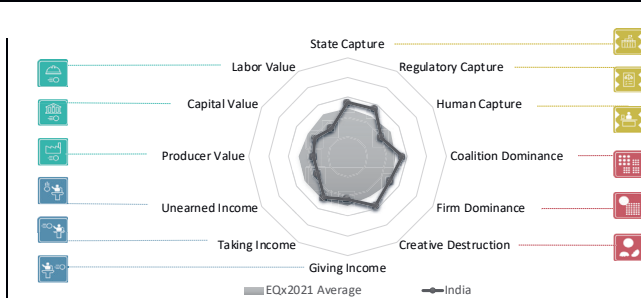 State Capture
Labor Value
Regulatory Capture
Capital Value
Human Capture
Producer Value
Coalition Dominance
Unearned Income
Firm Dominance
Taking Income
Creative Destruction
Giving Income
EQx2021 Average
India